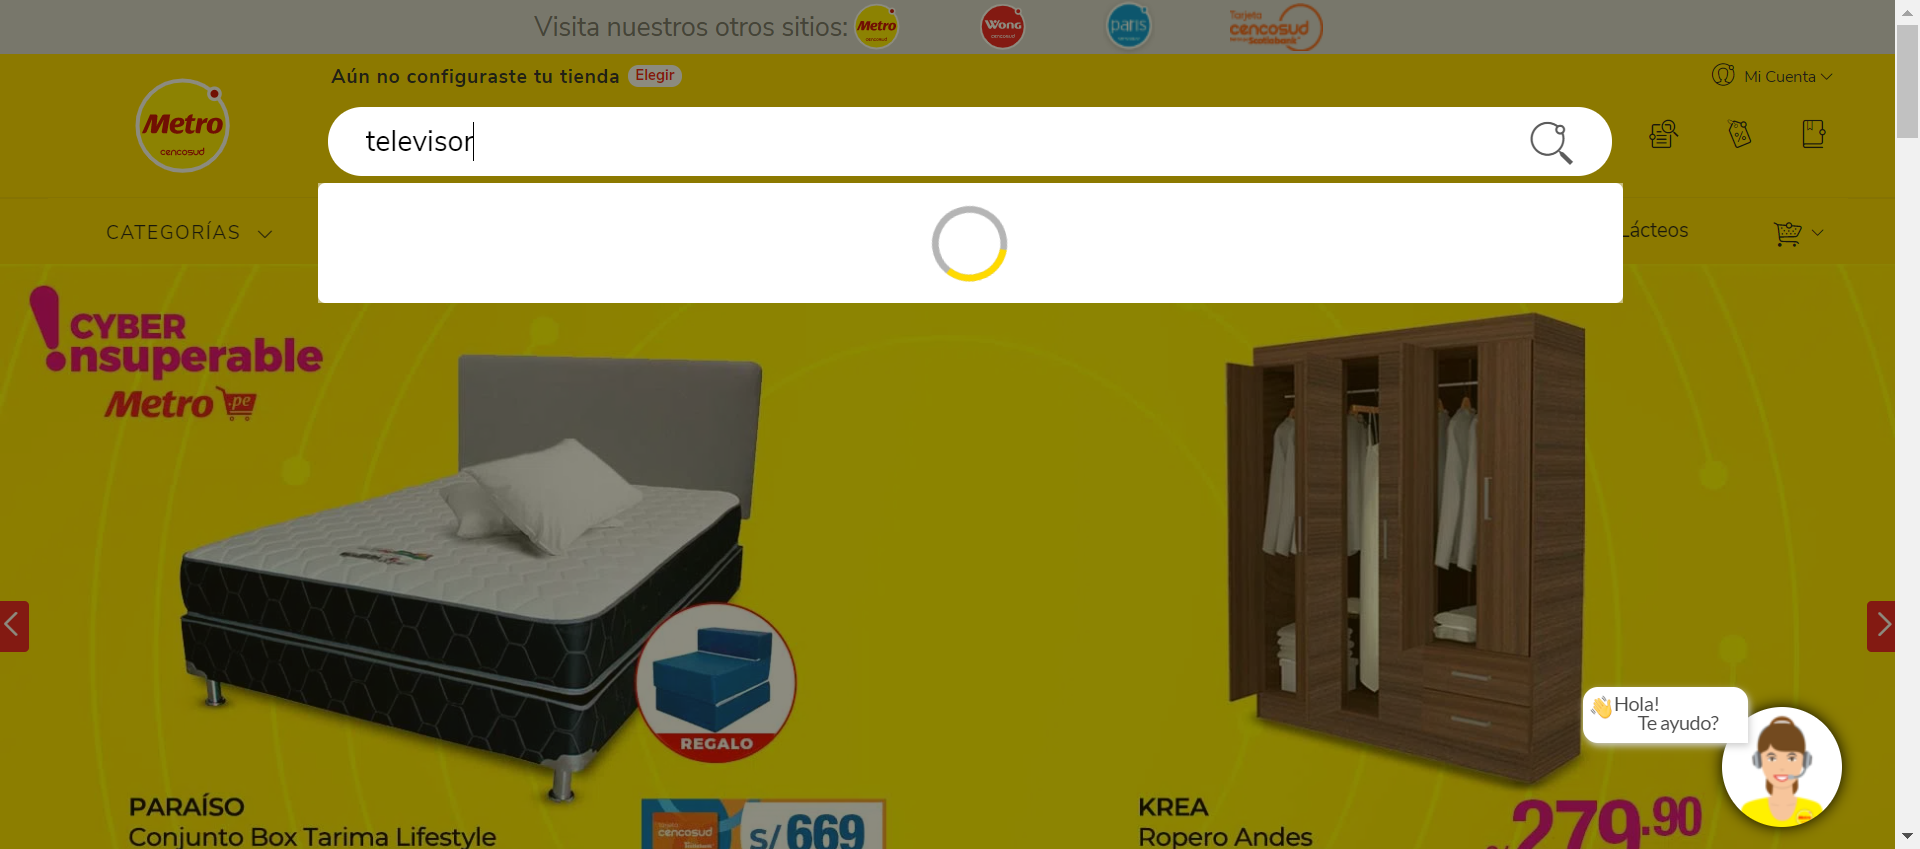 Visita nuestros otros sitios:
Metro
cencosud
Wong
cencosud
paris
cencosud
Tarjeta
cencosud
Scotiabank
Aún no configuraste tu tienda
Elegir
Mi Cuenta
Metro
cencosud
televisor
CATEGORÍAS
Lácteos
CYBER
!nsuperable
Metro.pe
REGALO
👋Hola!
Te ayudo?
PARAÍSO
Conjunto Box Tarima Lifestyle
Tarjeta
cencosud
S/669
KREA
Ropero Andes
279.90